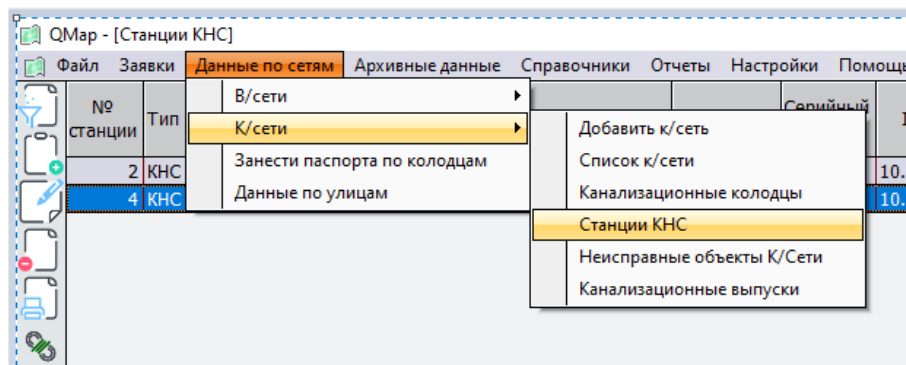 QMap - [Станции КНС]
Файл Заявки Данные по сетям Архивные данные Справочники Отчеты Настройки Помощь
№ станции Тип Серийный
В/сети
К/сети
Занести паспорта по колодцам
Данные по улицам
Добавить к/сеть
Список к/сети
Канализационные колодцы
Станции КНС
Неисправные объекты К/Сети
Канализационные выпуски
2 КНС 10.
4 КНС 10.